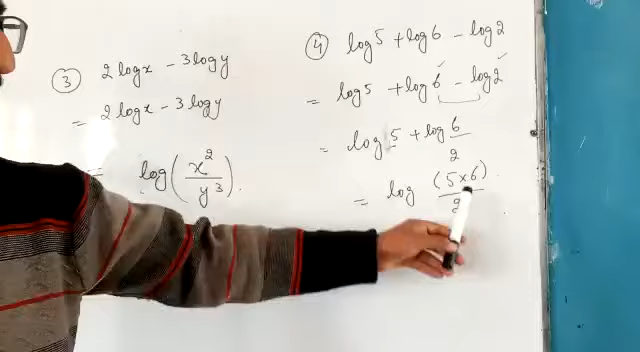 ③ 2 log x - 3 log y
= 2 log x - 3 log y
= log(x²/y³).
④ log 5 + log 6 - log 2
= log 5 + log 6 - log 2
= log 5 + log 6/2
= log (5×6)/2